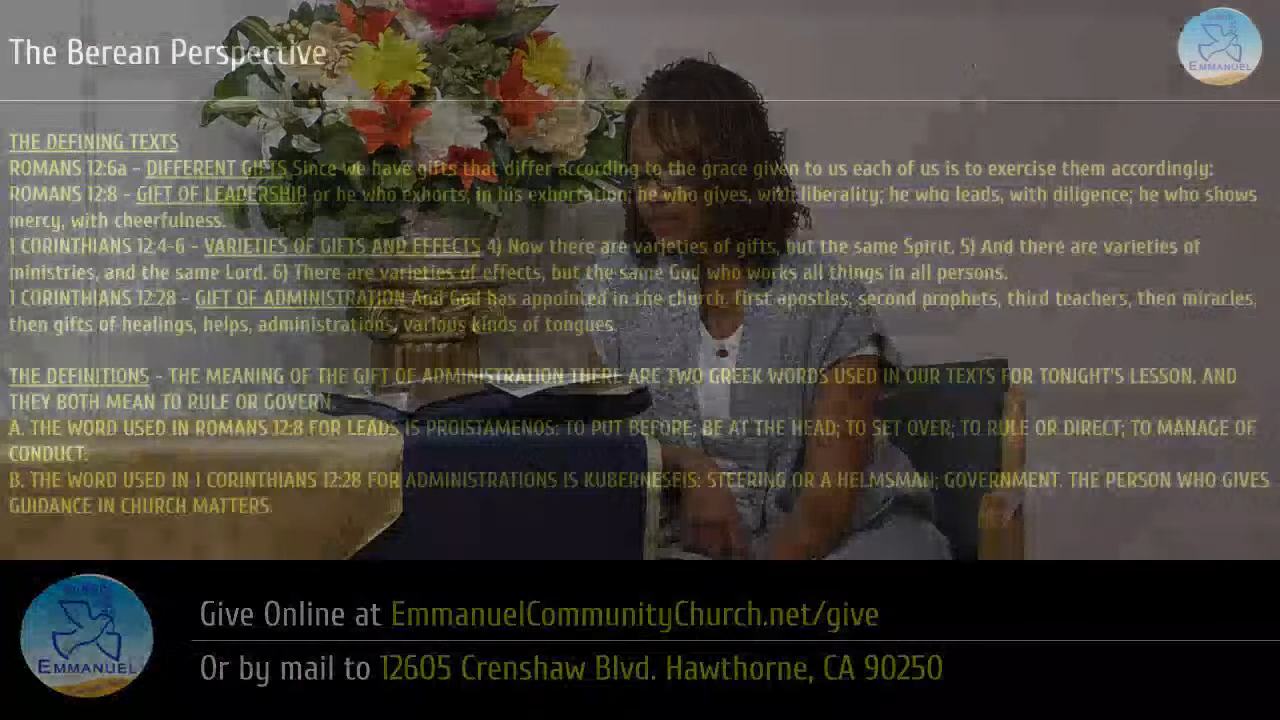 The Berean Perspective
EMMANUEL
THE DEFINING TEXTS
ROMANS 12:6a - DIFFERENT GIFTS Since we have gifts that differ according to the grace given to us each of us is to exercise them accordingly:
ROMANS 12:8 - GIFT OF LEADERSHIP or he who exhorts, in his exhortation; he who gives, with liberality; he who leads, with diligence; he who shows
mercy, with cheerfulness.
1 CORINTHIANS 12:4-6 - VARIETIES OF GIFTS AND EFFECTS 4) Now there are varieties of gifts, but the same Spirit. 5) And there are varieties of
ministries, and the same Lord. 6) There are varieties of effects, but the same God who works all things in all persons.
1 CORINTHIANS 12:28 - GIFT OF ADMINISTRATION And God has appointed in the church, first apostles, second prophets, third teachers, then miracles,
then gifts of healings, helps, administrations, various kinds of tongues.
THE DEFINITIONS - THE MEANING OF THE GIFT OF ADMINISTRATION THERE ARE TWO GREEK WORDS USED IN OUR TEXTS FOR TONIGHT'S LESSON. AND
THEY BOTH MEAN TO RULE OR GOVERN.
A. THE WORD USED IN ROMANS 12:8 FOR LEADS IS PROISTAMENOS: TO PUT BEFORE; BE AT THE HEAD; TO SET OVER; TO RULE OR DIRECT; TO MANAGE OF
CONDUCT.
B. THE WORD USED IN 1 CORINTHIANS 12:28 FOR ADMINISTRATIONS IS KUBERNESEIS: STEERING OR A HELMSMAN; GOVERNMENT. THE PERSON WHO GIVES
GUIDANCE IN CHURCH MATTERS.
EMMANUEL
Give Online at EmmanuelCommunityChurch.net/give
Or by mail to 12605 Crenshaw Blvd. Hawthorne, CA 90250